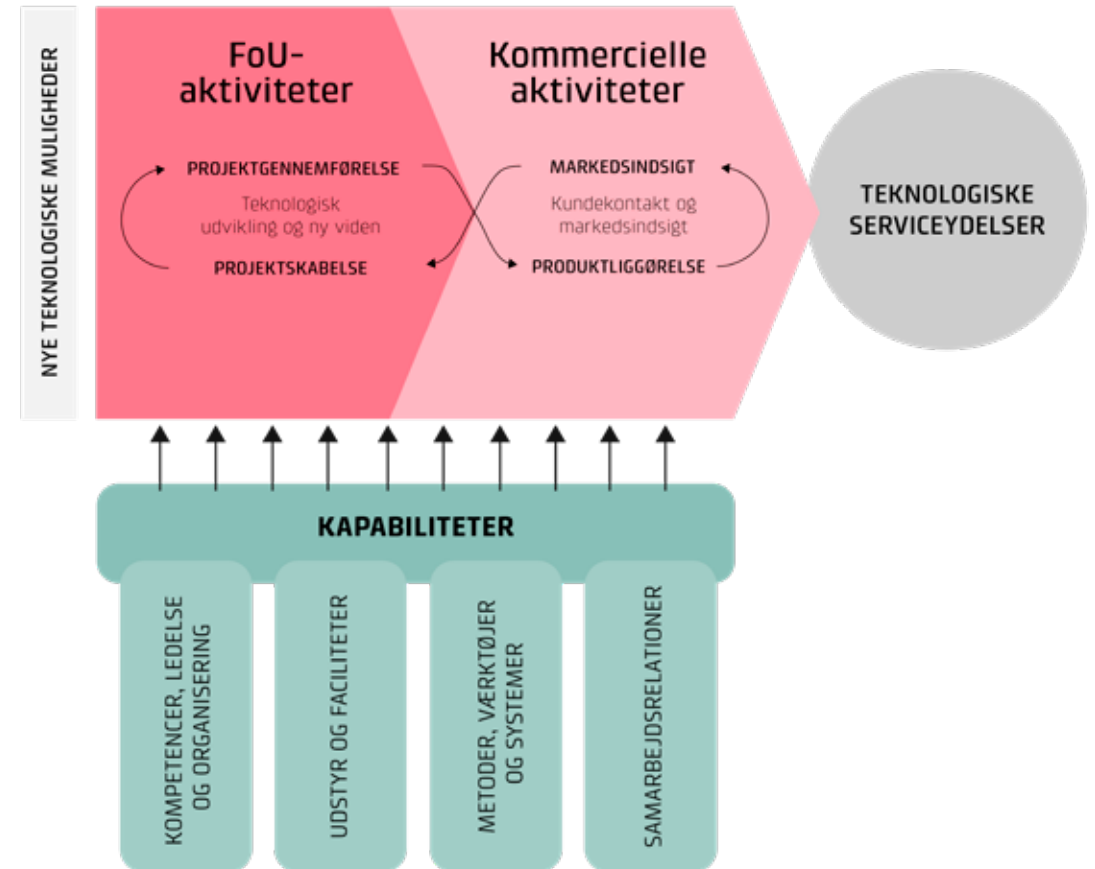 NYE TEKNOLOGISKE MULIGHEDER
FoU-
aktiviteter
PROJEKTGENNEMFØRELSE
Teknologisk
udvikling og ny viden
PROJEKTSKABELSE
Kommercielle
aktiviteter
MARKEDSINDSIGT
Kundekontakt og
markedsindsigt
PRODUKTLIGGØRELSE
TEKNOLOGISKE
SERVICEYDELSER
KAPABILITETER
KOMPETENCER, LEDELSE
OG ORGANISERING
UDSTYR OG FACILITETER
METODER, VÆRKTØJER
OG SYSTEMER
SAMARBEJDSRELATIONER